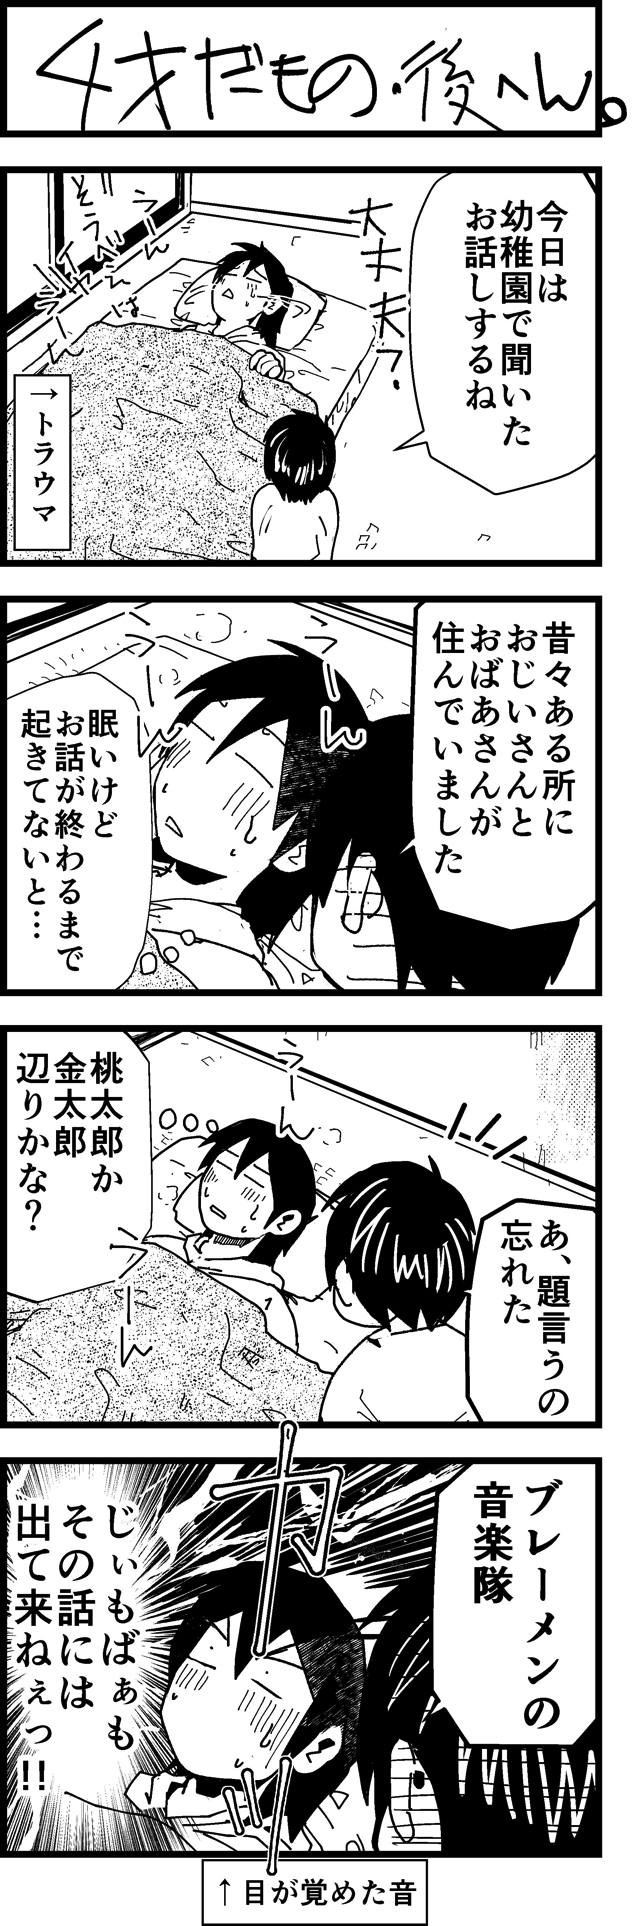 4才だもの・後へん。
今日は
幼稚園で聞いた
お話しするね
大丈夫?
→トラウマ
昔々ある所に
おじいさんと
おばあさんが
住んでいました
うーん
うーん
眠いけど
お話が終わるまで
起きてないと…
あ、題言うの
忘れた
うーん
桃太郎か
金太郎
辺りかな?
うーん
ブレーメンの
音楽隊
カッ!!
じぃもばぁも
その話には
出て来ねぇっ!!
↑目が覚めた音